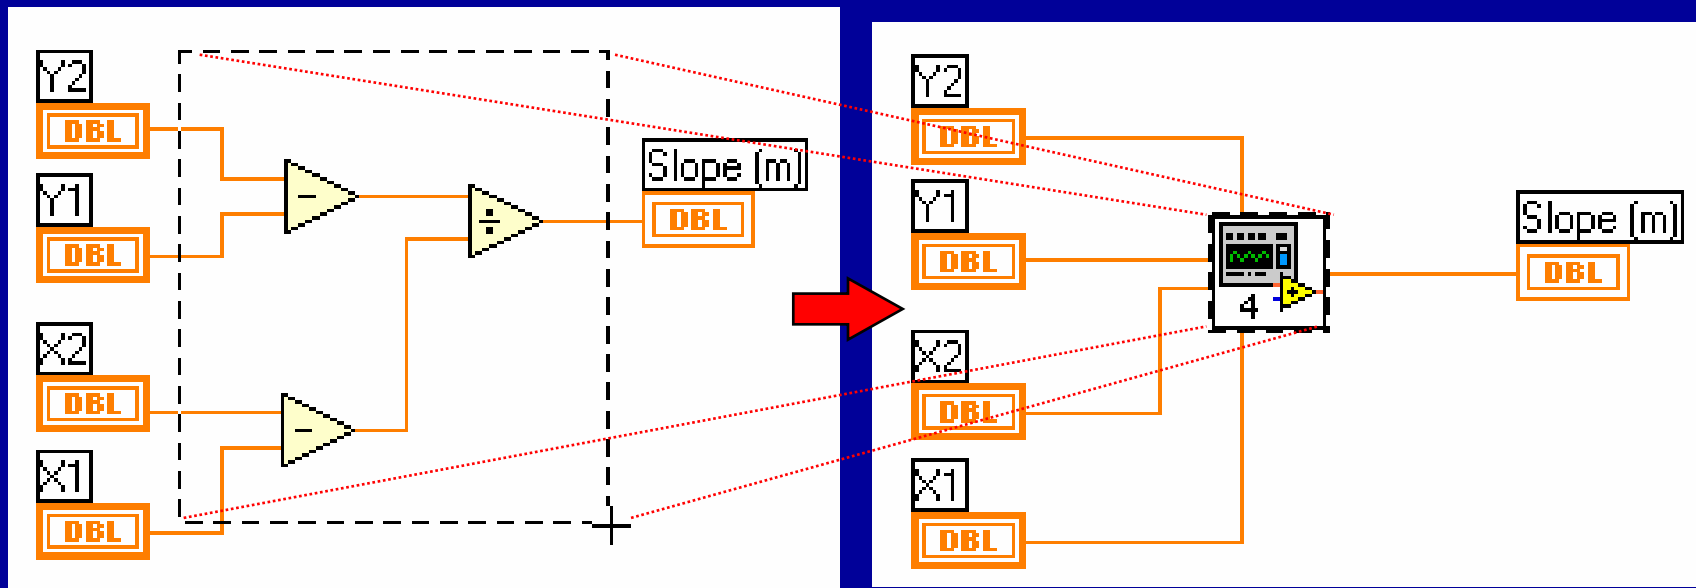 Y2
DBL
Y1
DBL
X2
DBL
X1
DBL
−
−
÷
Slope (m)
DBL
Y2
DBL
Y1
DBL
X2
DBL
X1
DBL
4
+
Slope (m)
DBL